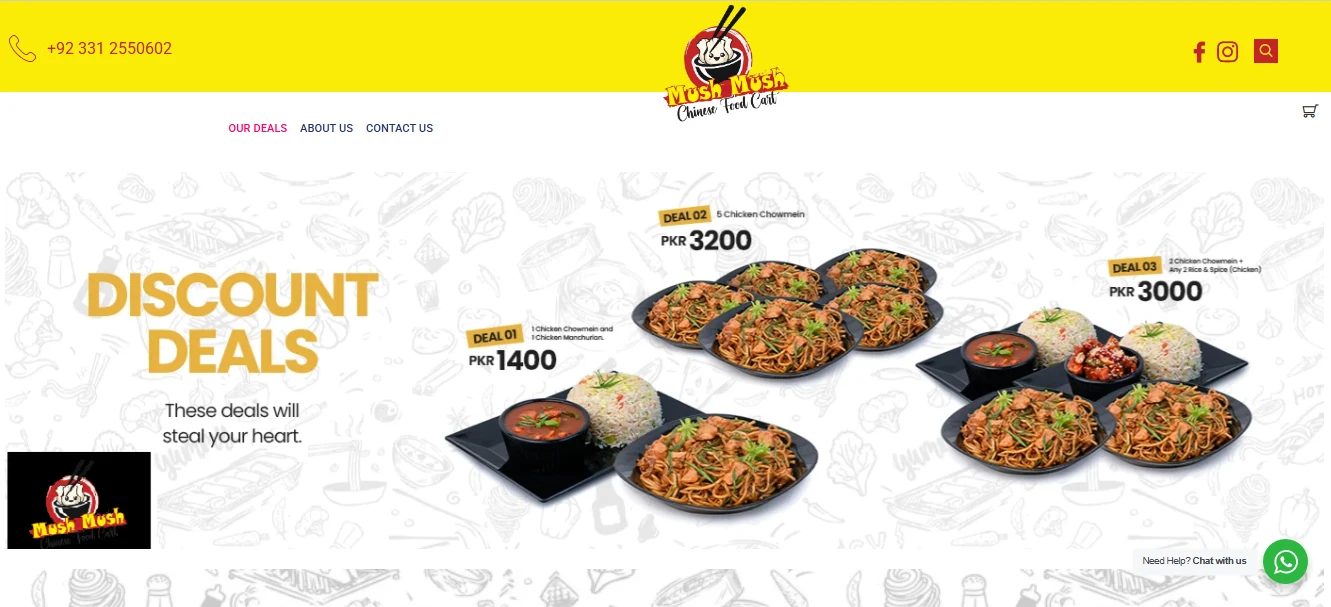 +92 331 2550602
Mush Mush
Chinese Food Cart
OUR DEALS ABOUT US CONTACT US
DISCOUNT
DEALS
These deals will
steal your heart.
DEAL 01 1 Chicken Chowmein and
1 Chicken Manchurian.
PKR 1400
DEAL 02 5 Chicken Chowmein
PKR 3200
DEAL 03 2 Chicken Chowmein +
Any 2 Rice & Spice (Chicken)
PKR 3000
yummy
HOT
Mush Mush
Chinese Food Cart
Need Help? Chat with us